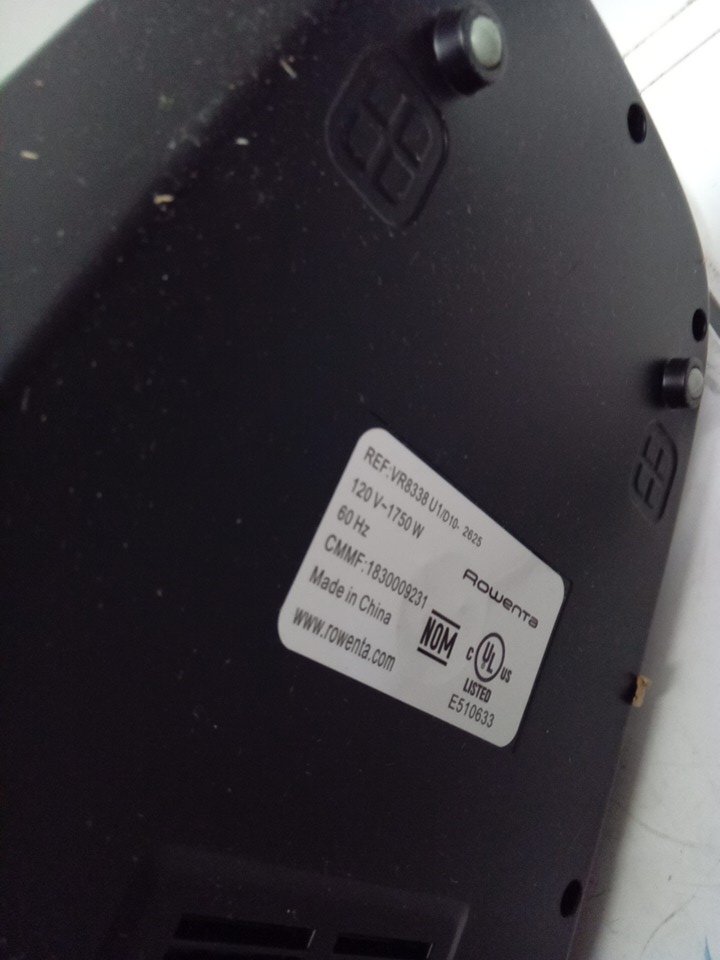 REF:VR8338 U1/D10- 2625
120 V~1750 W
60 Hz
CMMF:1830009231
Made in China
www.rowenta.com
Rowenta
NOM
C UL US
LISTED
E510633